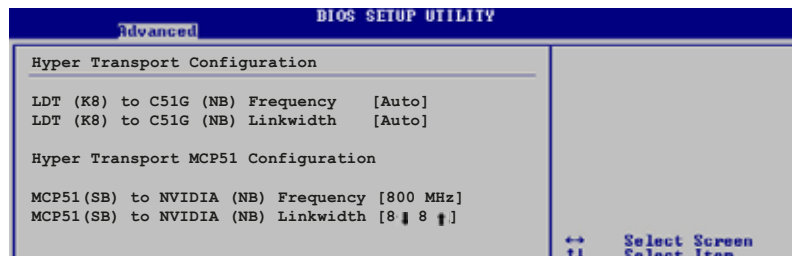 BIOS SETUP UTILITY
Advanced
Hyper Transport Configuration
LDT (K8) to C51G (NB) Frequency [Auto]
LDT (K8) to C51G (NB) Linkwidth [Auto]
Hyper Transport MCP51 Configuration
MCP51(SB) to NVIDIA (NB) Frequency [800 MHz]
MCP51(SB) to NVIDIA (NB) Linkwidth [8⬇ 8 ⬆]
↔ Select Screen
↑↓ Select Item